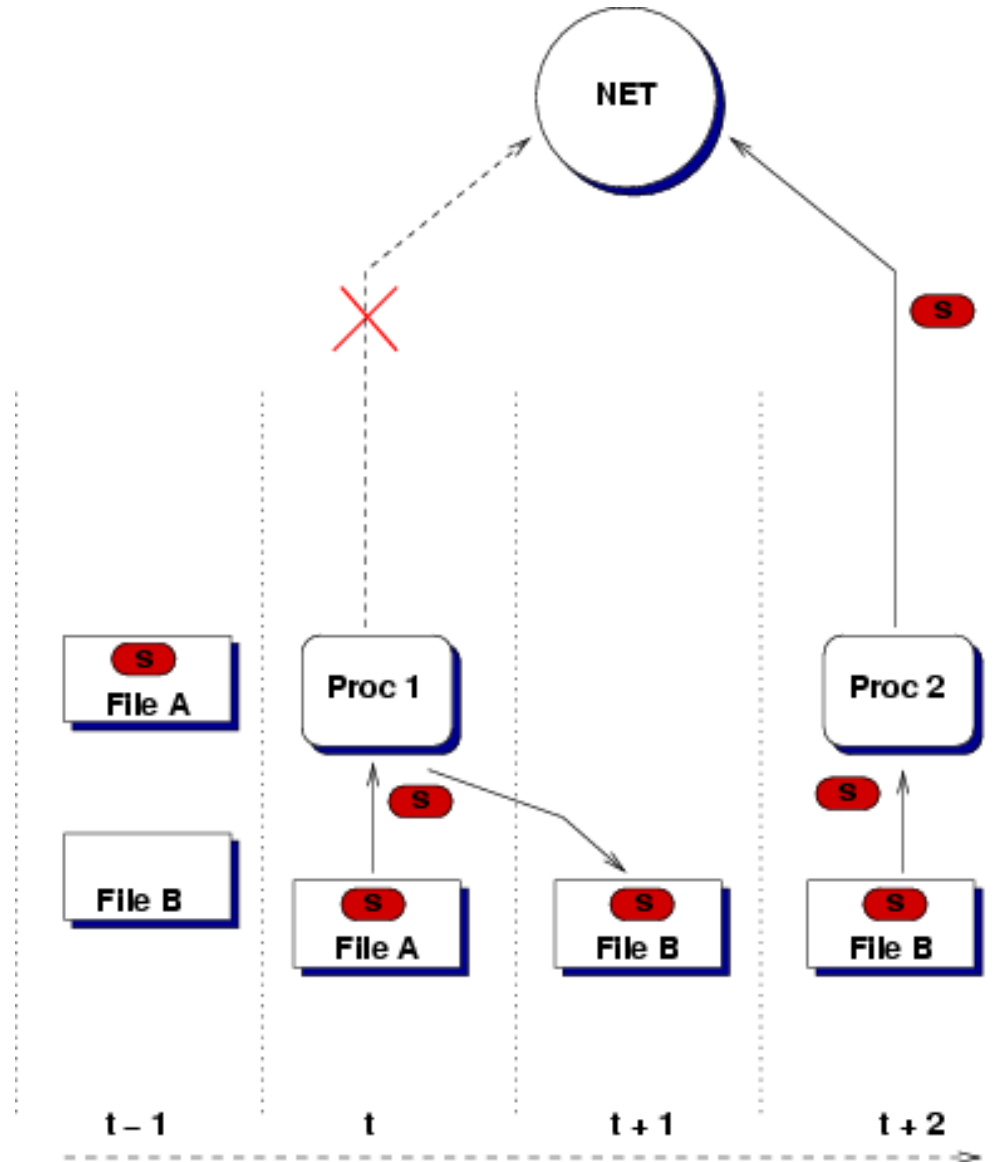 NET
S
S
File A
Proc 1
Proc 2
S
S
File B
S
File A
S
File B
S
File B
t – 1
t
t + 1
t + 2